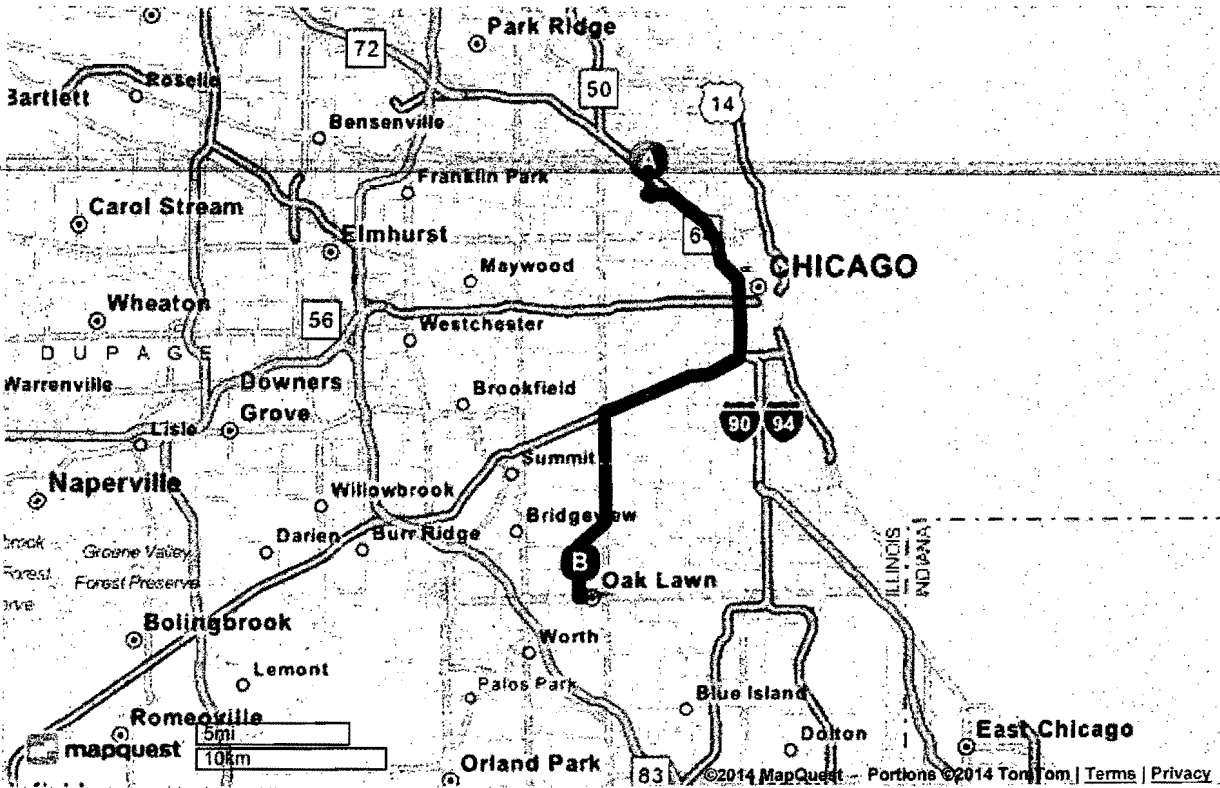 Park Ridge
72
Roselle
50
Bartlett
14
Bensenville
A
Franklin Park
Carol Stream
Elmhurst
Maywood
CHICAGO
Wheaton
56
Westchester
DUPAGE
Warrenville
Downers
Grove
Brookfield
90
94
Lisle
Summit
Naperville
Willowbrook
Bridgeview
Darien
Burr Ridge
Greene Valley
Forest Preserve
Forest
B
Oak Lawn
ILLINOIS
INDIANA
Bolingbrook
Worth
Lemont
Palos Park
Blue Island
Romeoville
5mi
mapquest
10km
Dolton
East Chicago
Orland Park
83
©2014 MapQuest - Portions ©2014 TomTom | Terms | Privacy